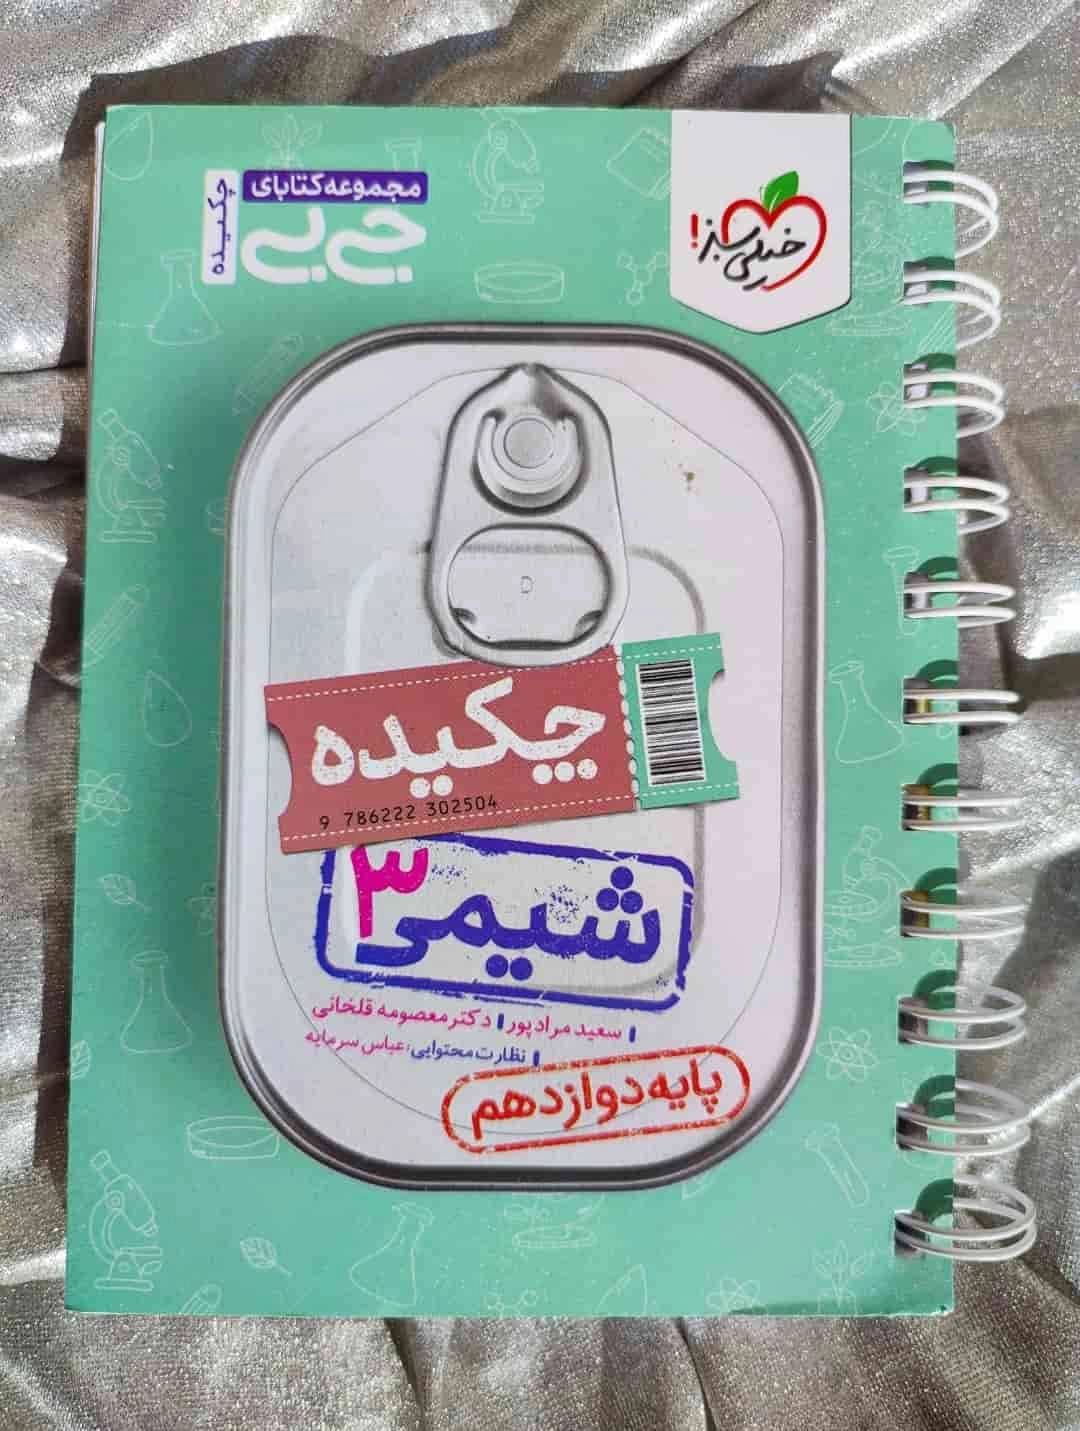 خیلی سبز!
مجموعه کتابای
جی بی
چکیده
چکیده
9 786222 302504
شیمی ۳
سعید مرادپور دکتر معصومه قلخانی
نظارت محتوایی: عباس سرمایه
پایه دوازدهم